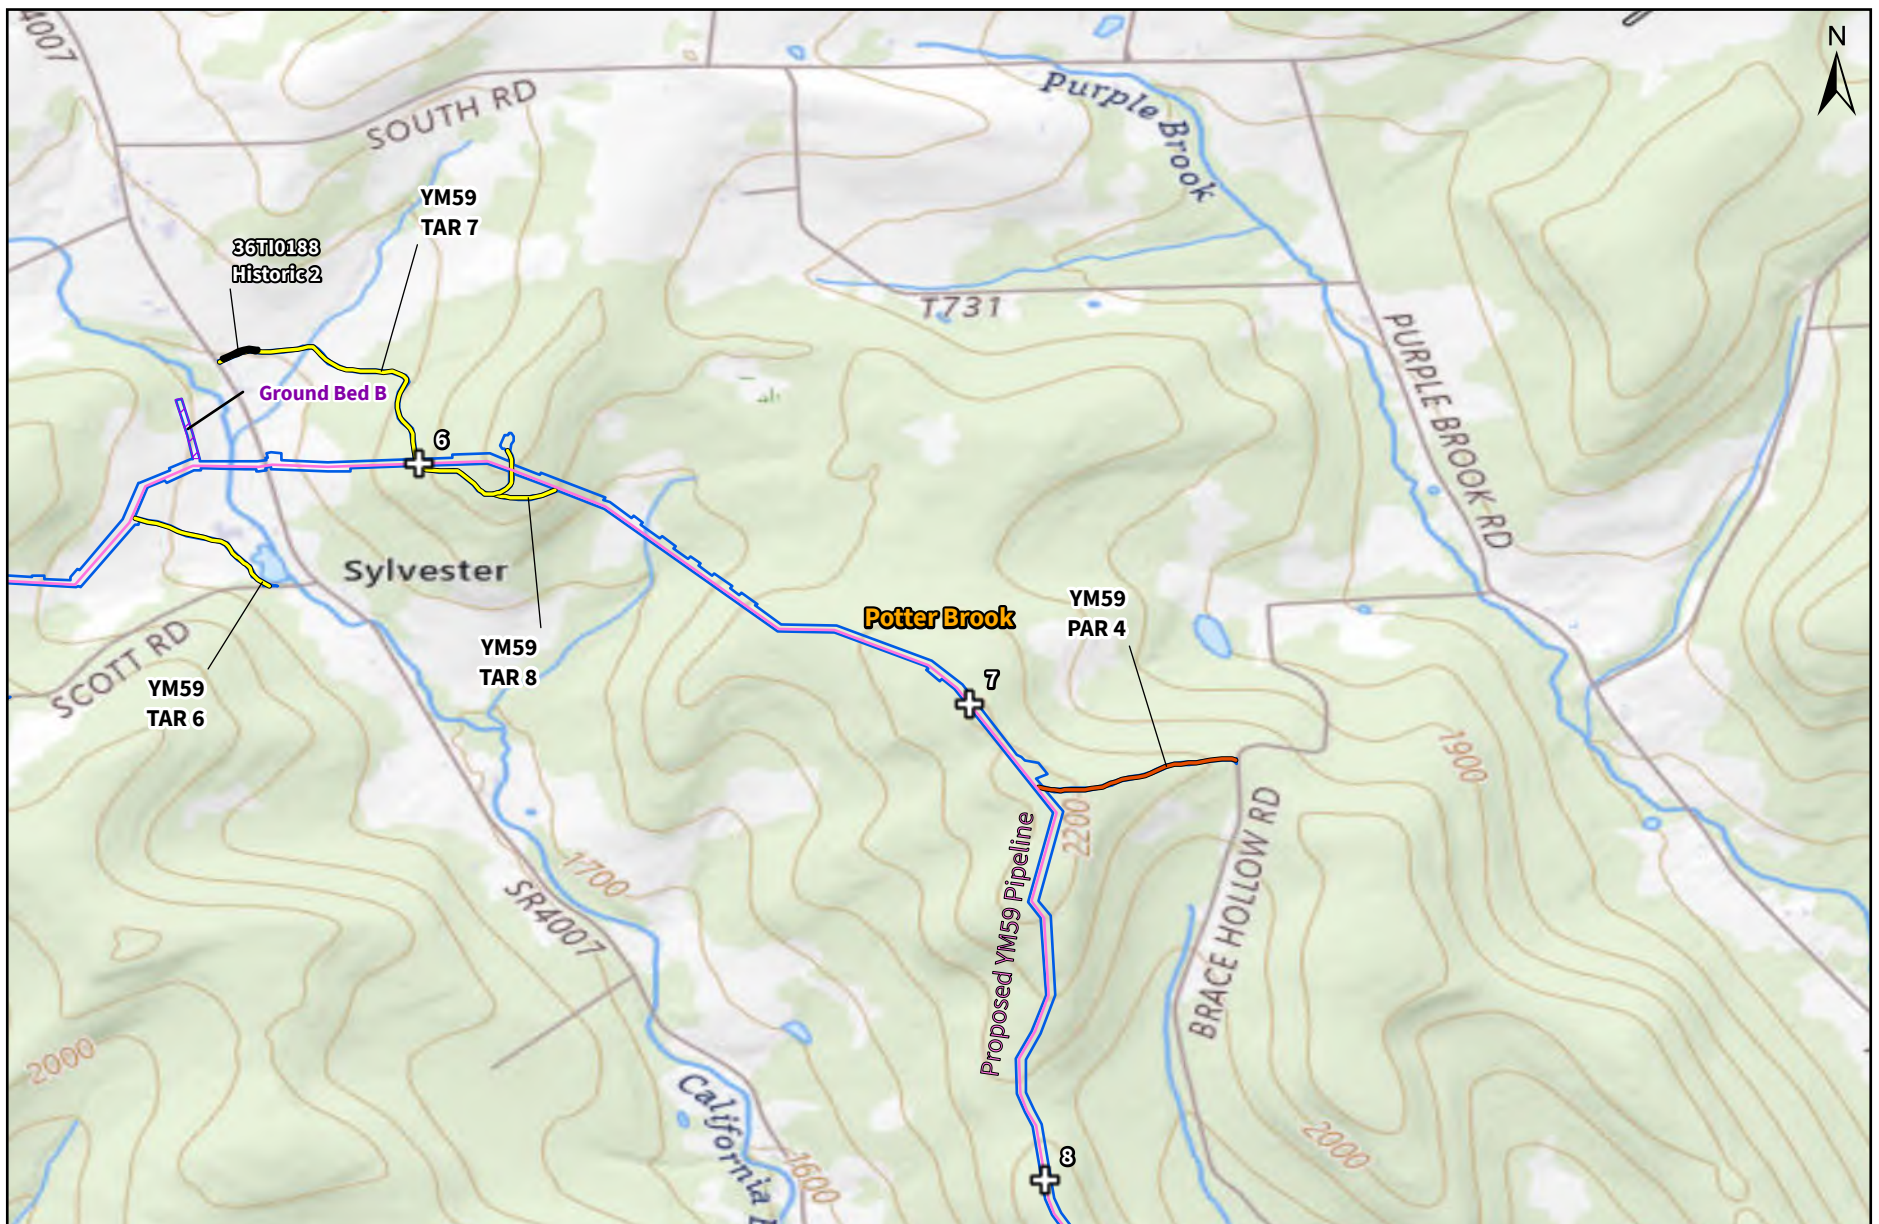 4007
N
SOUTH RD
Purple Brook
YM59
TAR 7
36TI0188
Historic 2
T731
PURPLE BROOK RD
Ground Bed B
6
Sylvester
Potter Brook
YM59
PAR 4
SCOTT RD
YM59
TAR 8
YM59
TAR 6
7
1900
2200
Proposed YM59 Pipeline
BRACE HOLLOW RD
1700
SR4007
2000
California
1600
2000
8